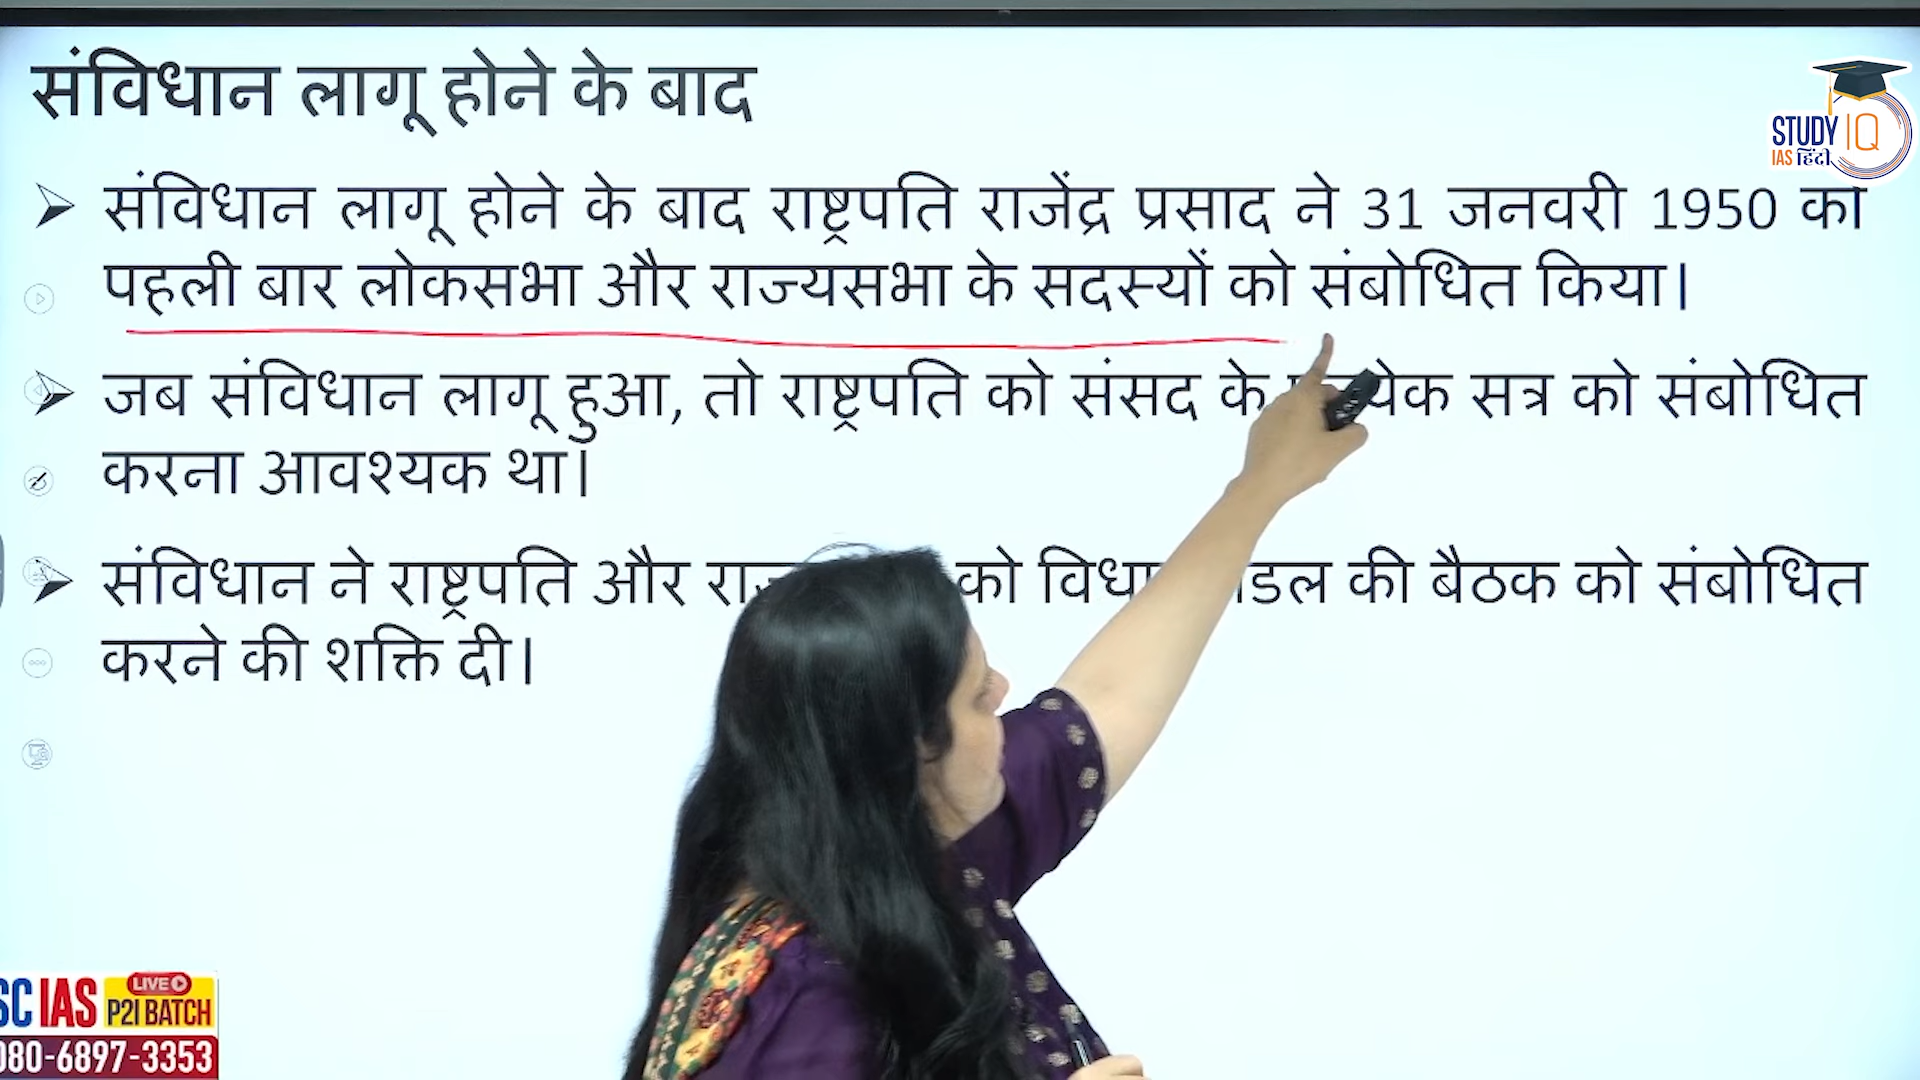 संविधान लागू होने के बाद
STUDY IQ
IAS हिंदी
संविधान लागू होने के बाद राष्ट्रपति राजेंद्र प्रसाद ने 31 जनवरी 1950 को
पहली बार लोकसभा और राज्यसभा के सदस्यों को संबोधित किया।
जब संविधान लागू हुआ, तो राष्ट्रपति को संसद के सत्र को संबोधित
करना आवश्यक था।
संविधान ने राष्ट्रपति और को की बैठक को संबोधित
करने की शक्ति दी।
SC IAS LIVE
P2I BATCH
080-6897-3353